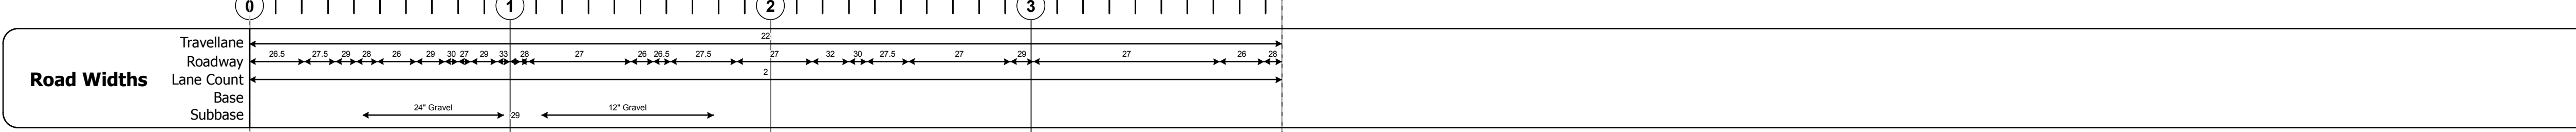 0 1 2 3
Travellane 22
26.5 27.5 29 28 26 29 30 27 29 33 28 27 26 26.5 27.5 27 32 30 27.5 27 29 27 26 28
Roadway
Road Widths
Lane Count 2
Base
24" Gravel 12" Gravel
Subbase 29